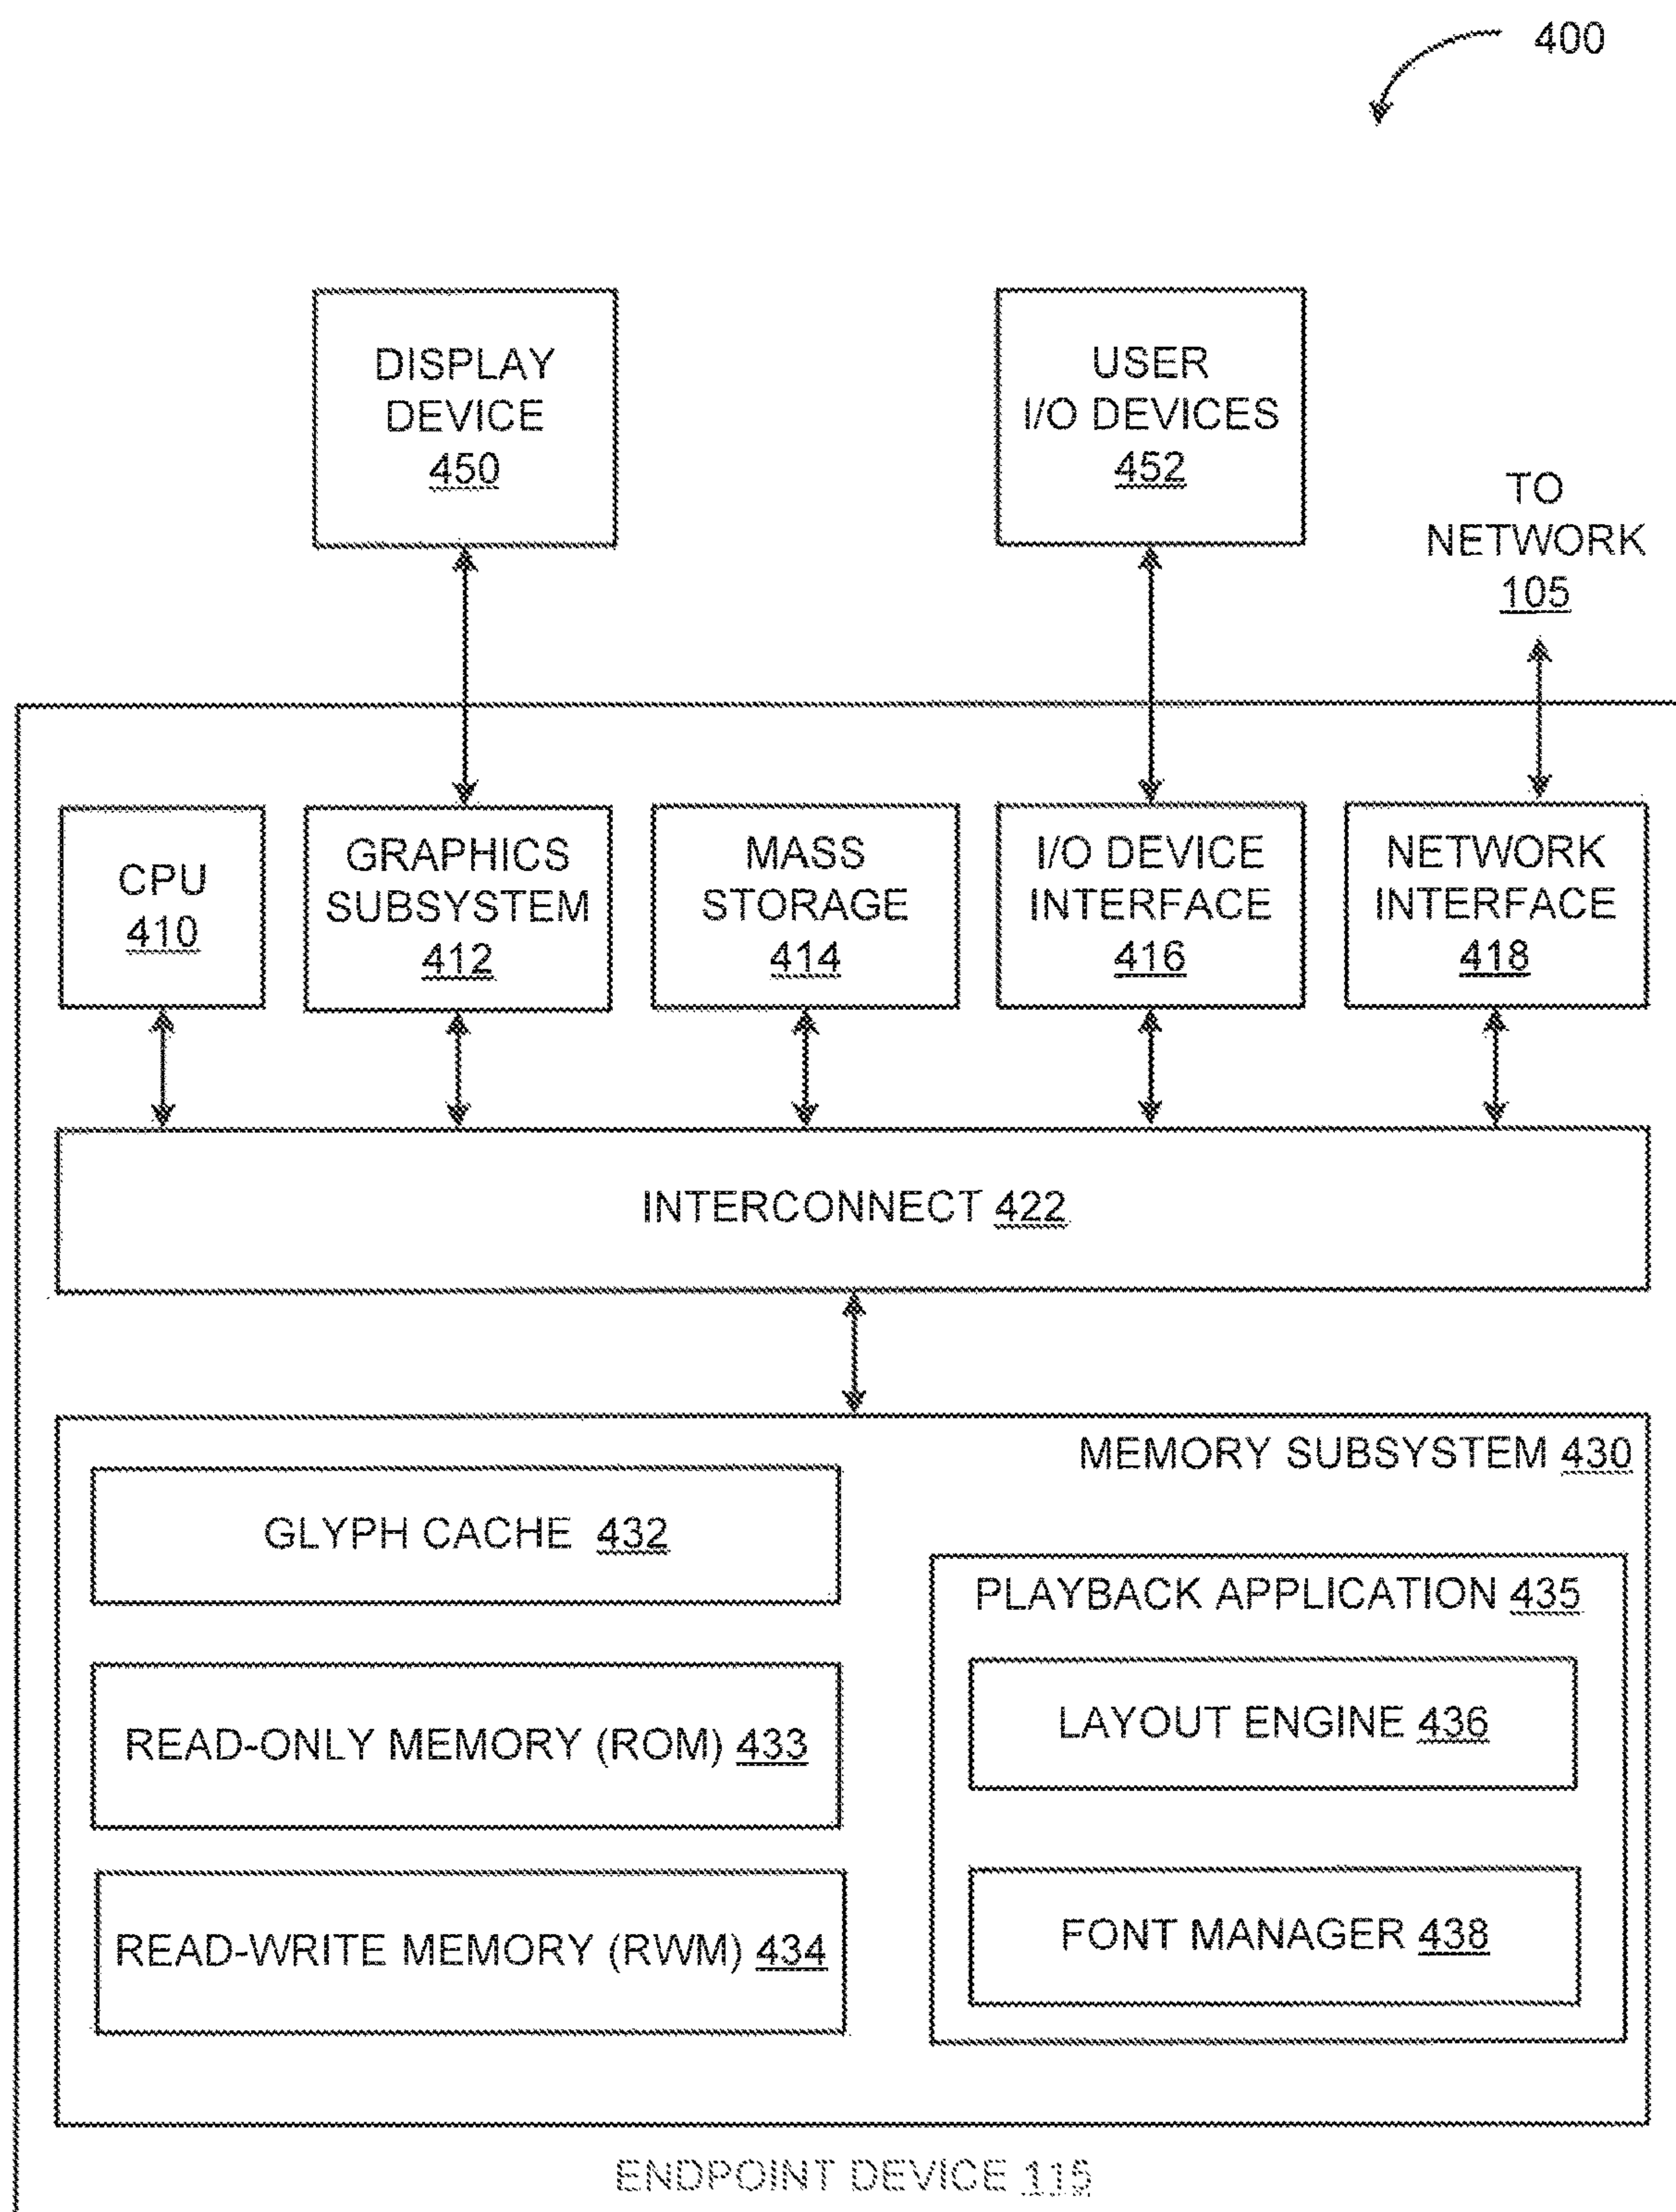 400
DISPLAY
DEVICE
450
USER
I/O DEVICES
452
TO
NETWORK
105
CPU
410
GRAPHICS
SUBSYSTEM
412
MASS
STORAGE
414
I/O DEVICE
INTERFACE
416
NETWORK
INTERFACE
418
INTERCONNECT 422
MEMORY SUBSYSTEM 430
GLYPH CACHE 432
READ-ONLY MEMORY (ROM) 433
READ-WRITE MEMORY (RWM) 434
PLAYBACK APPLICATION 435
LAYOUT ENGINE 436
FONT MANAGER 438
ENDPOINT DEVICE 115